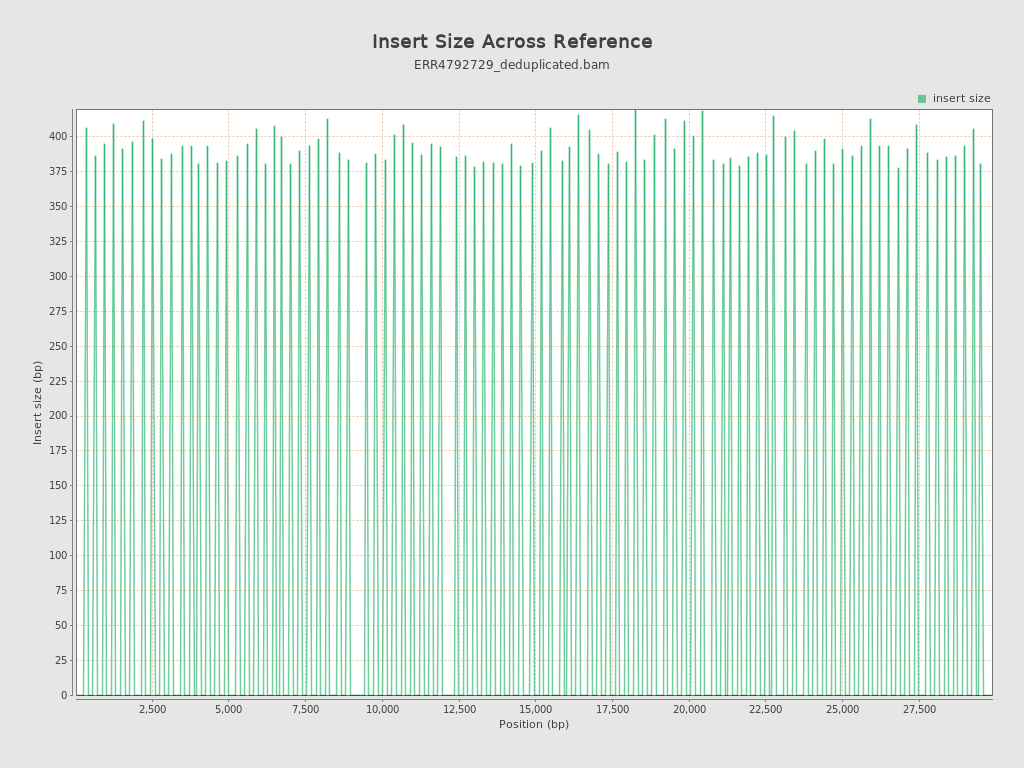 Insert Size Across Reference
ERR4792729_deduplicated.bam
insert size
400
375
350
325
300
275
250
225
200
175
150
125
100
75
50
25
0
Insert size (bp)
2,500 5,000 7,500 10,000 12,500 15,000 17,500 20,000 22,500 25,000 27,500
Position (bp)